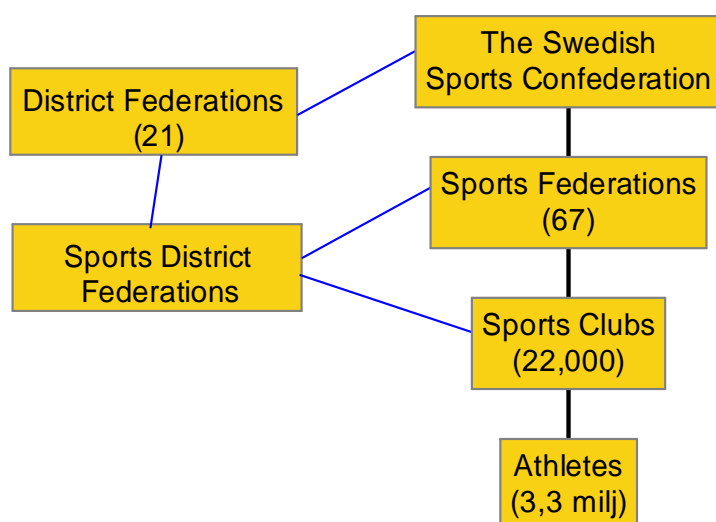 The Swedish
Sports Confederation
District Federations
(21)
Sports Federations
(67)
Sports District
Federations
Sports Clubs
(22,000)
Athletes
(3,3 milj)